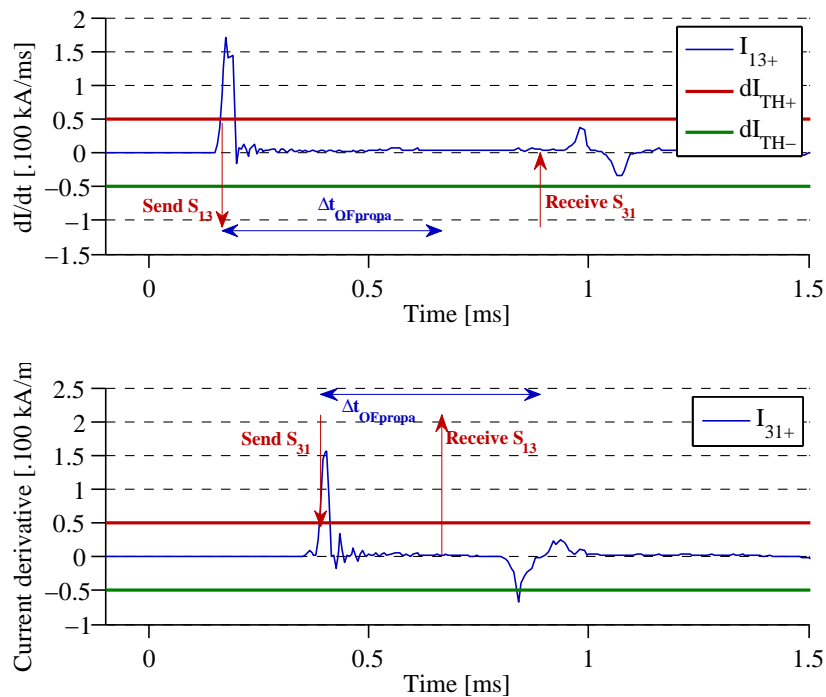 2
1.5
1
0.5
0
−0.5
−1
−1.5
dI/dt [.100 kA/ms]
I13+
dITH+
dITH−
Send S13
ΔtOFpropa
Receive S31
0 0.5 1 1.5
Time [ms]
2.5
2
1.5
1
0.5
0
−0.5
−1
Current derivative [.100 kA/m
ΔtOFpropa
Send S31
Receive S13
I31+
0 0.5 1 1.5
Time [ms]